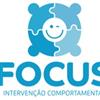 FOCUS
INTERVENÇÃO COMPORTAMENTA